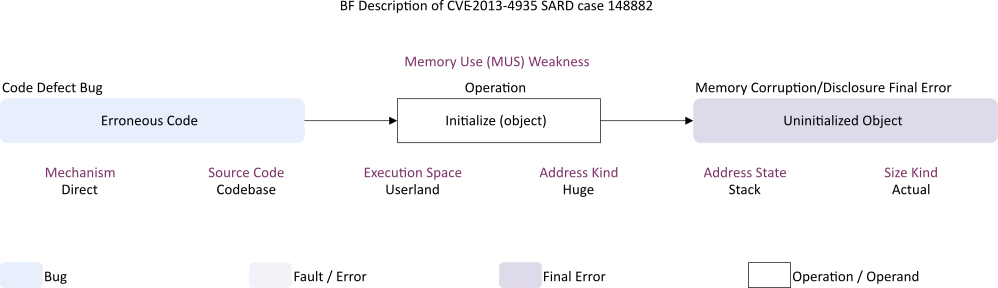 BF Description of CVE-2013-4935 SARD case 148882
Memory Use (MUS) Weakness
Code Defect Bug
Operation
Memory Corruption/Disclosure Final Error
Erroneous Code
Initialize (object)
Uninitialized Object
Mechanism
Direct
Source Code
Codebase
Execution Space
Userland
Address Kind
Huge
Address State
Stack
Size Kind
Actual
Bug
Fault / Error
Final Error
Operation / Operand